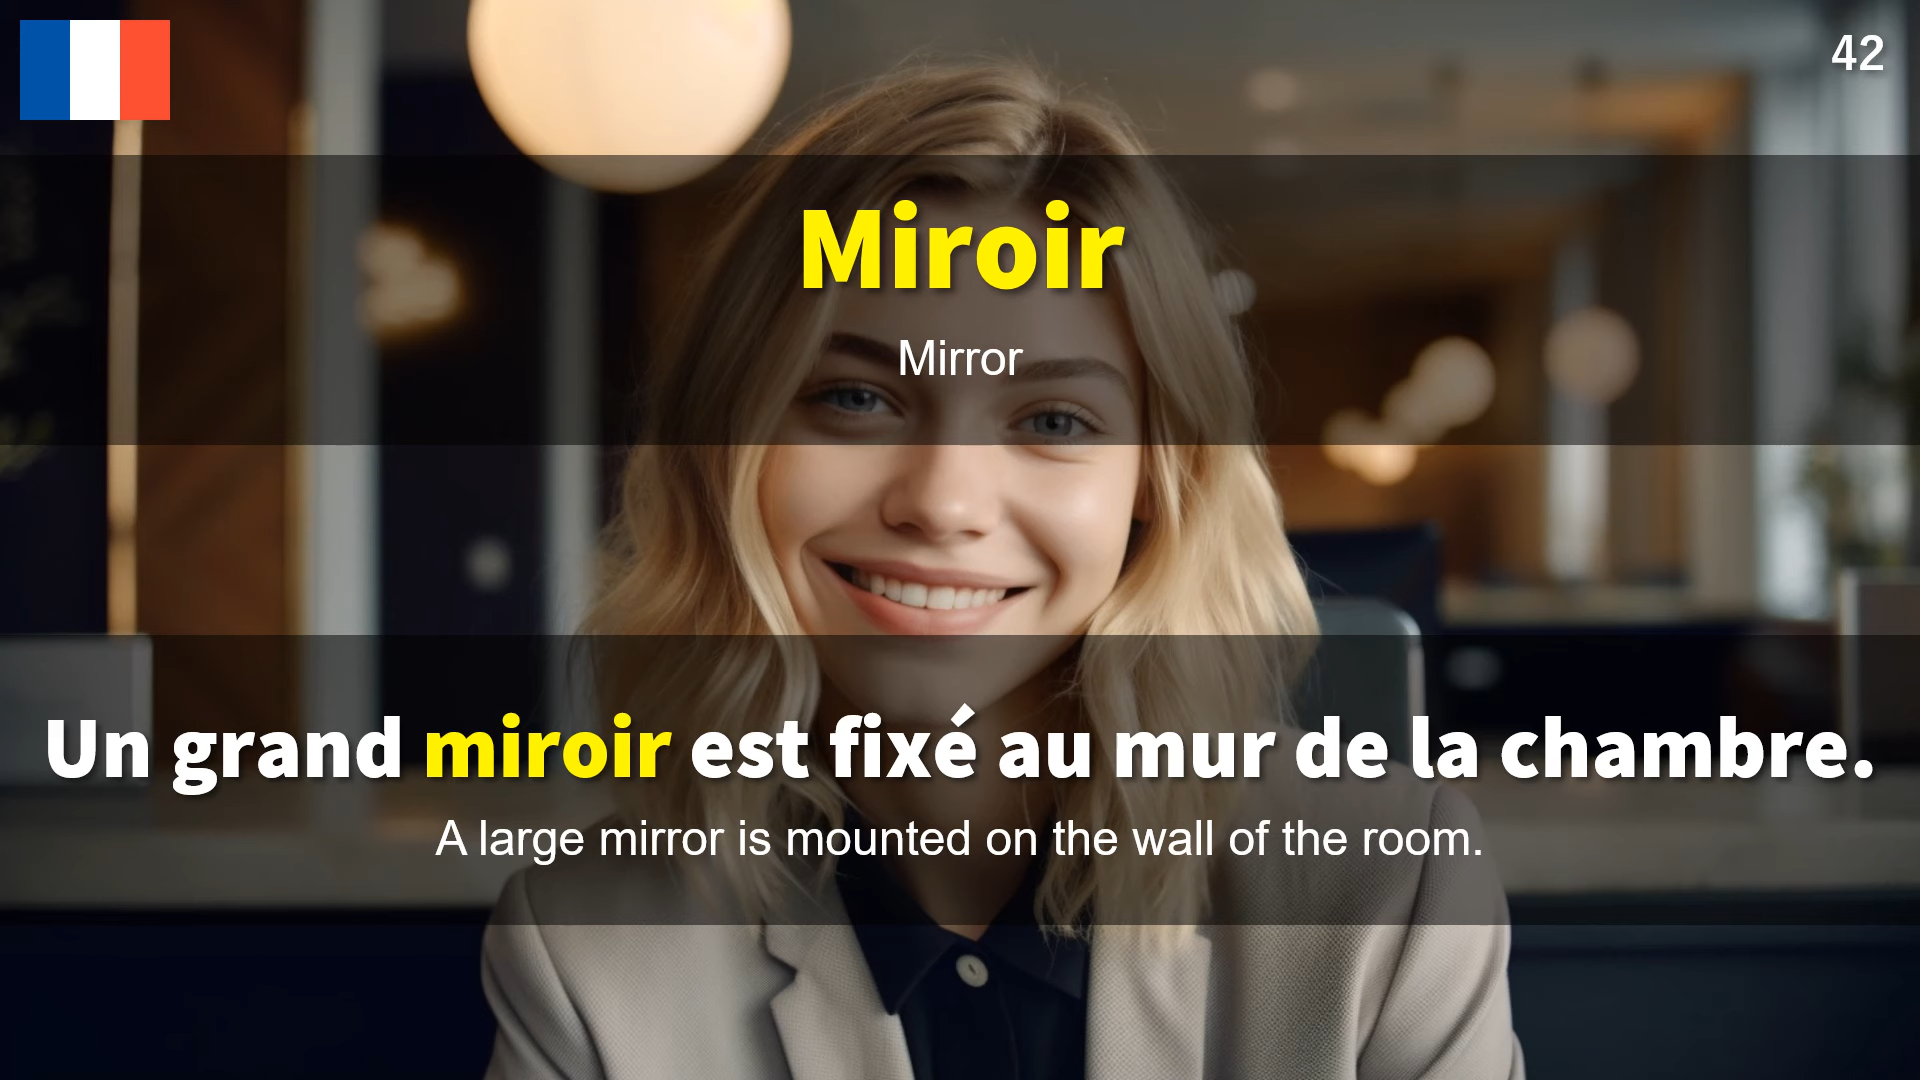 42
Miroir
Mirror
Un grand miroir est fixé au mur de la chambre.
A large mirror is mounted on the wall of the room.